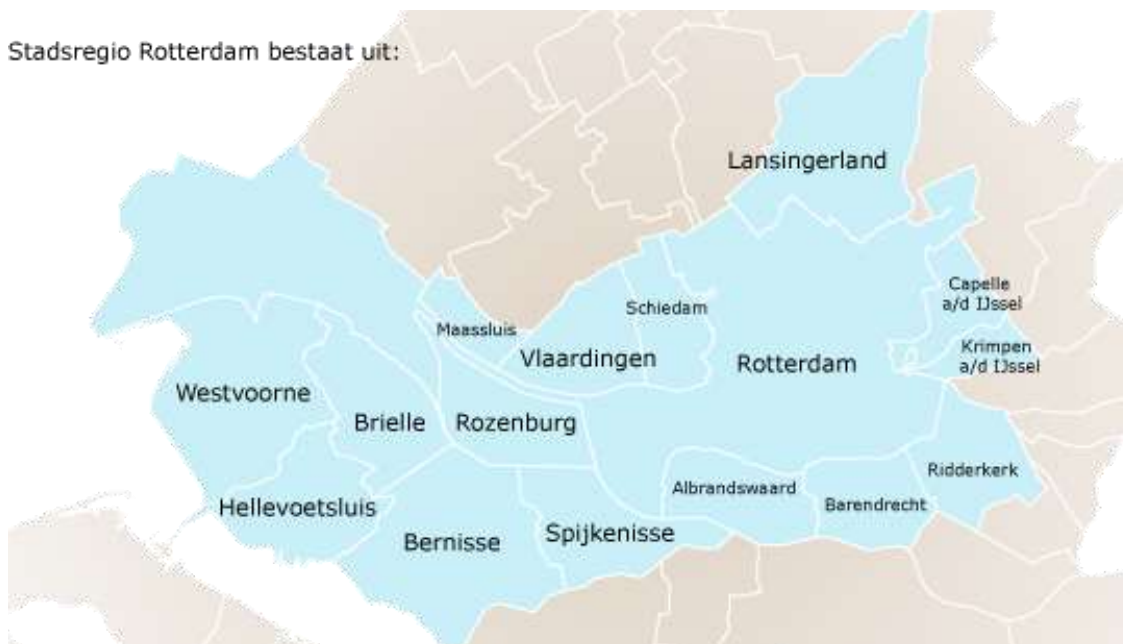 Stadsregio Rotterdam bestaat uit:
Lansingerland
Capelle
a/d IJssel
Schiedam
Maassluis
Krimpen
a/d IJssel
Vlaardingen
Rotterdam
Westvoorne
Brielle
Rozenburg
Ridderkerk
Albrandswaard
Barendrecht
Hellevoetsluis
Spijkenisse
Bernisse